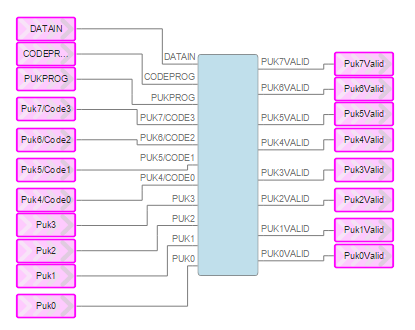 DATAIN
CODEPR...
PUKPROG
Puk7/Code3
Puk6/Code2
Puk5/Code1
Puk4/Code0
Puk3
Puk2
Puk1
Puk0
DATAIN
CODEPROG
PUKPROG
PUK7/CODE3
PUK6/CODE2
PUK5/CODE1
PUK4/CODE0
PUK3
PUK2
PUK1
PUK0
PUK7VALID
PUK6VALID
PUK5VALID
PUK4VALID
PUK3VALID
PUK2VALID
PUK1VALID
PUK0VALID
Puk7Valid
Puk6Valid
Puk5Valid
Puk4Valid
Puk3Valid
Puk2Valid
Puk1Valid
Puk0Valid